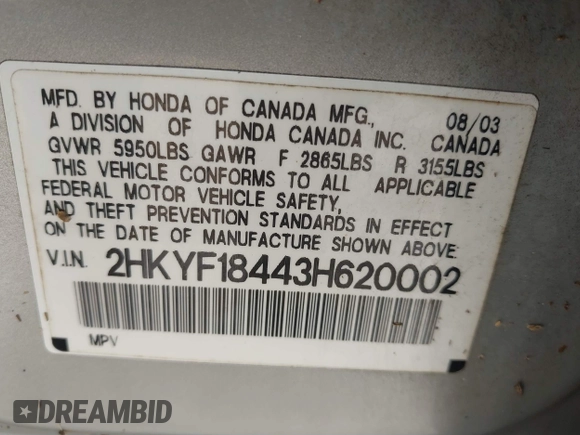 MFD. BY HONDA OF CANADA MFG., 08/03
A DIVISION OF HONDA CANADA INC. CANADA
GVWR 5950LBS GAWR F 2865LBS R 3155LBS
THIS VEHICLE CONFORMS TO ALL APPLICABLE
FEDERAL MOTOR VEHICLE SAFETY,
AND THEFT PREVENTION STANDARDS IN EFFECT
ON THE DATE OF MANUFACTURE SHOWN ABOVE.
V.I.N. 2HKYF18443H620002
MPV
DREAMBID